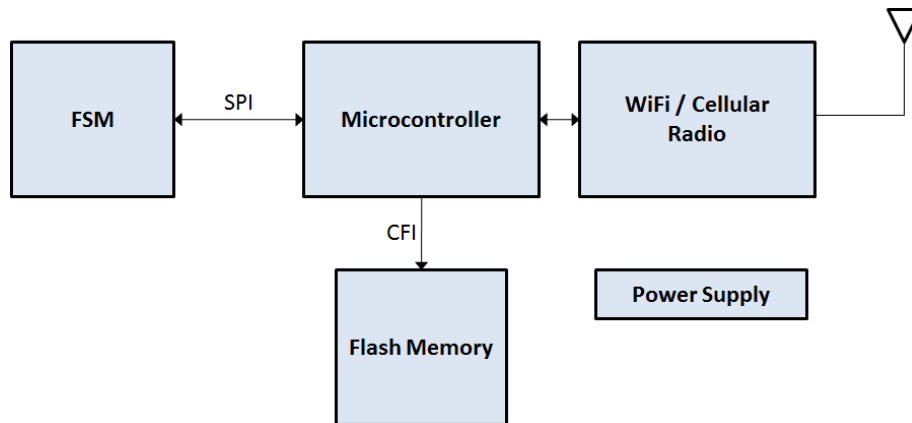 FSM
SPI
Microcontroller
WiFi / Cellular
Radio
CFI
Flash Memory
Power Supply